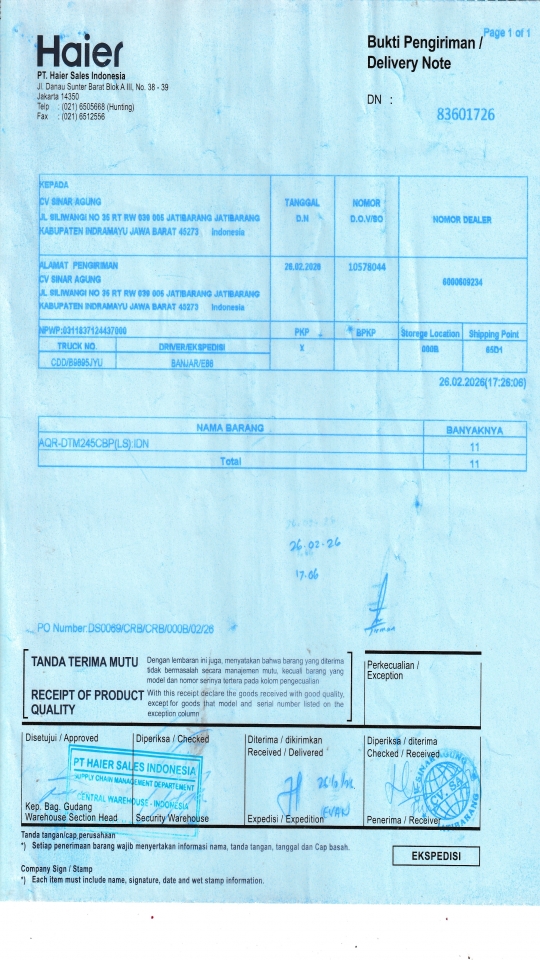 Page 1 of 1
Haier
PT. Haier Sales Indonesia
Jl. Danau Sunter Barat Blok A III, No. 38 - 39
Jakarta 14350
Telp : (021) 6505668 (Hunting)
Fax : (021) 6512556
Bukti Pengiriman /
Delivery Note
DN :
83601726
KEPADA
CV SINAR AGUNG
JL SILIWANGI NO 35 RT RW 039 005 JATIBARANG JATIBARANG
KABUPATEN INDRAMAYU JAWA BARAT 45273 Indonesia
TANGGAL
D.N
NOMOR
D.O.V/SO
NOMOR DEALER
ALAMAT PENGIRIMAN
CV SINAR AGUNG
JL SILIWANGI NO 35 RT RW 039 005 JATIBARANG JATIBARANG
KABUPATEN INDRAMAYU JAWA BARAT 45273 Indonesia
26.02.2026
10578044
6000609234
NPWP:0311837124437000
PKP
BPKP
Storege Location
Shipping Point
TRUCK NO.
DRIVER/EKSPEDISI
X
000B
65D1
CDD/B9895JYU
BANJAR/EBS
26.02.2026(17:26:06)
NAMA BARANG
BANYAKNYA
AQR-DTM245CBP(LS):IDN
11
Total
11
26-02-26
26-02-26
17.06
PO Number:DS0069/CRB/CRB/000B/02/26
TANDA TERIMA MUTU
Dengan lembaran ini juga, menyatakan bahwa barang yang diterima
tidak bermasalah secara manajemen mutu, kecuali barang yang
model dan nomor serinya tertera pada kolom pengecualian
RECEIPT OF PRODUCT
QUALITY
With this receipt declare the goods received with good quality,
except for goods that model and serial number listed on the
exception column
Perkecualian /
Exception
Disetujui / Approved
Diperiksa / Checked
Diterima / dikirimkan
Received / Delivered
Diperiksa / diterima
Checked / Received
PT HAIER SALES INDONESIA
SUPPLY CHAIN MANAGEMENT DEPARTEMENT
CENTRAL WAREHOUSE - INDONESIA
Kep. Bag. Gudang
Warehouse Section Head
Security Warehouse
Expedisi / Expedition
Penerima / Receiver
Tanda tangan/cap perusahaan
*) Setiap penerimaan barang wajib menyertakan informasi nama, tanda tangan, tanggal dan Cap basah.
EKSPEDISI
Company Sign / Stamp
*) Each item must include name, signature, date and wet stamp information.